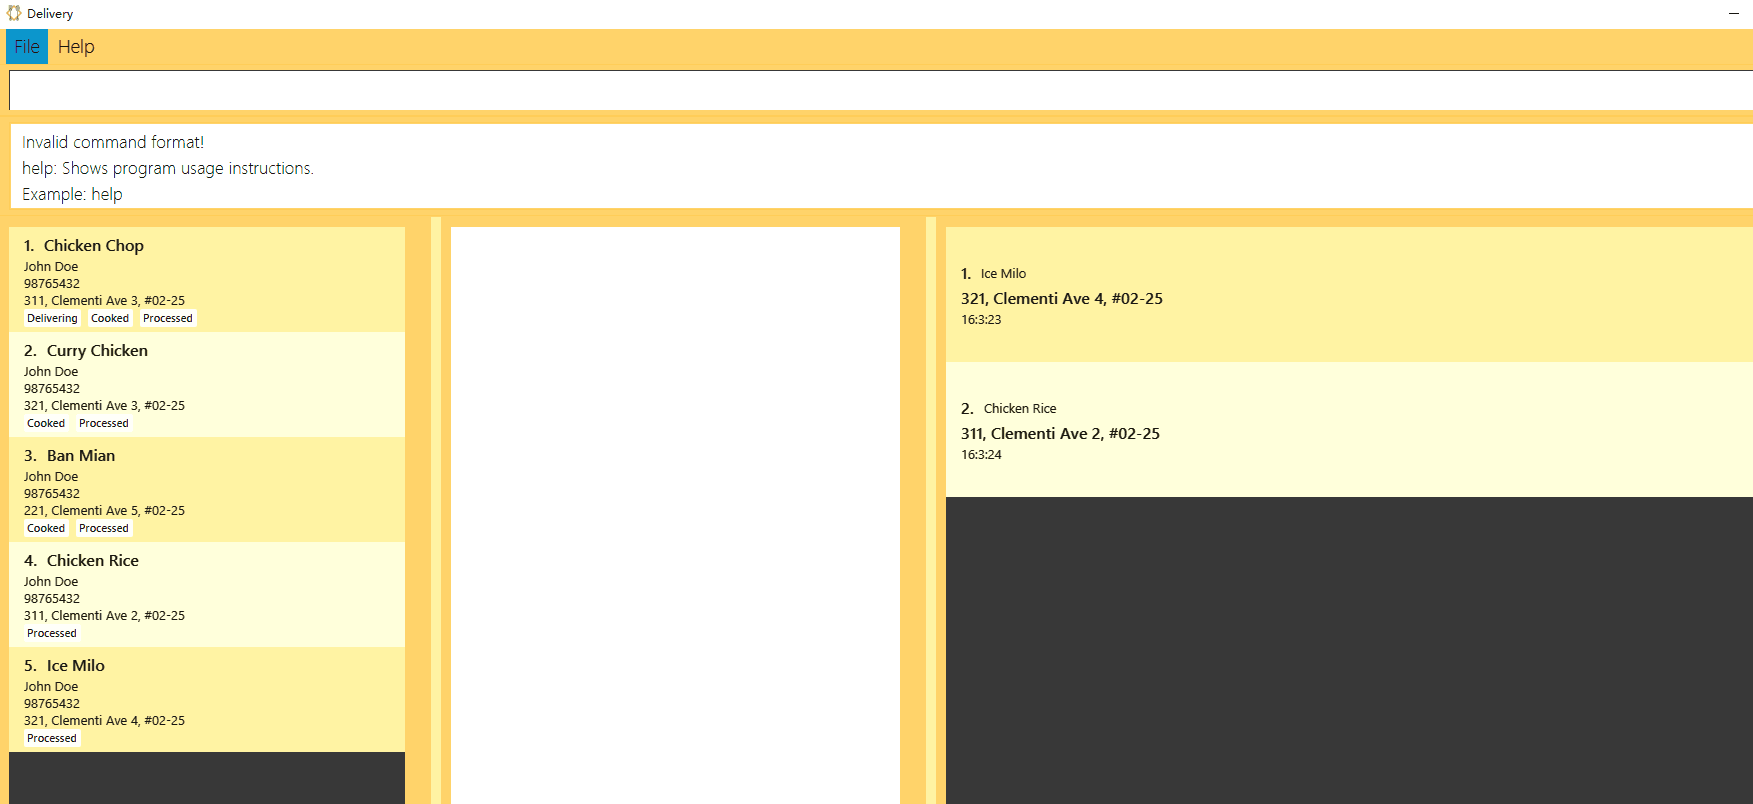 Delivery
File Help
Invalid command format!
help: Shows program usage instructions.
Example: help
1. Chicken Chop
John Doe
98765432
311, Clementi Ave 3, #02-25
Delivering Cooked Processed
2. Curry Chicken
John Doe
98765432
321, Clementi Ave 3, #02-25
Cooked Processed
3. Ban Mian
John Doe
98765432
221, Clementi Ave 5, #02-25
Cooked Processed
4. Chicken Rice
John Doe
98765432
311, Clementi Ave 2, #02-25
Processed
5. Ice Milo
John Doe
98765432
321, Clementi Ave 4, #02-25
Processed
1. Ice Milo
321, Clementi Ave 4, #02-25
16:3:23
2. Chicken Rice
311, Clementi Ave 2, #02-25
16:3:24